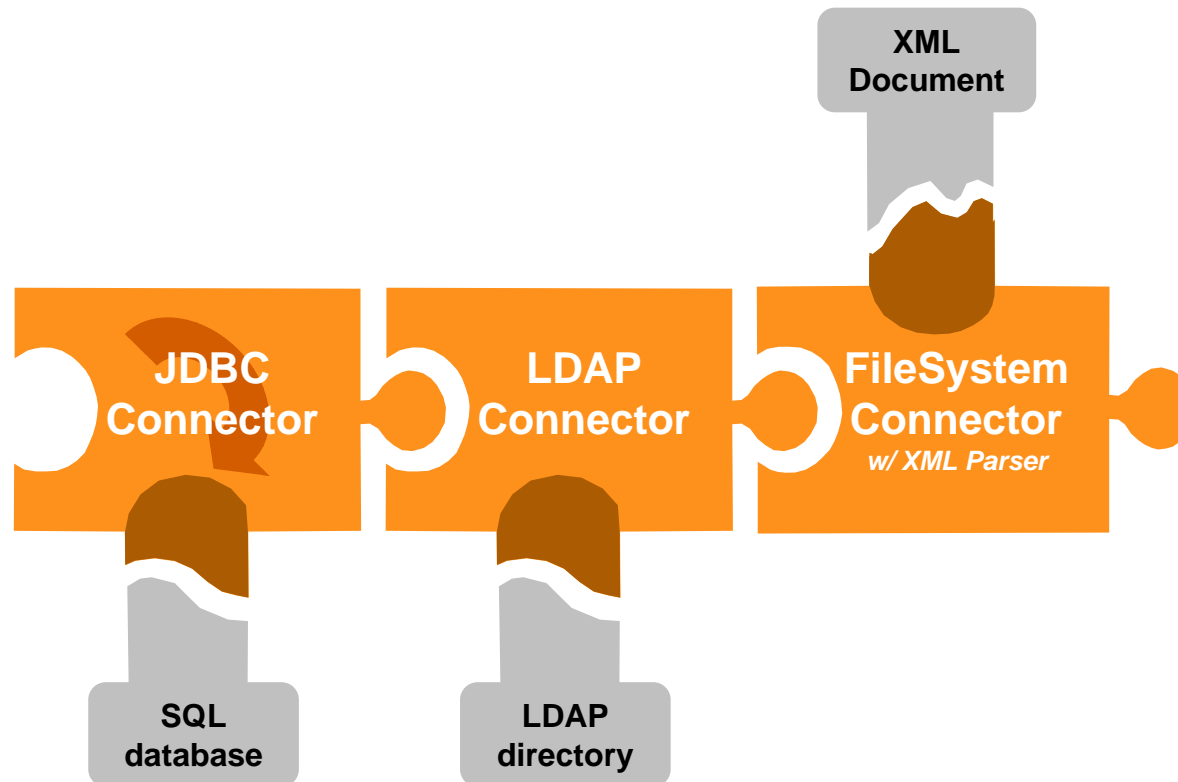 XML
Document
JDBC
Connector
LDAP
Connector
FileSystem
Connector
w/ XML Parser
SQL
database
LDAP
directory